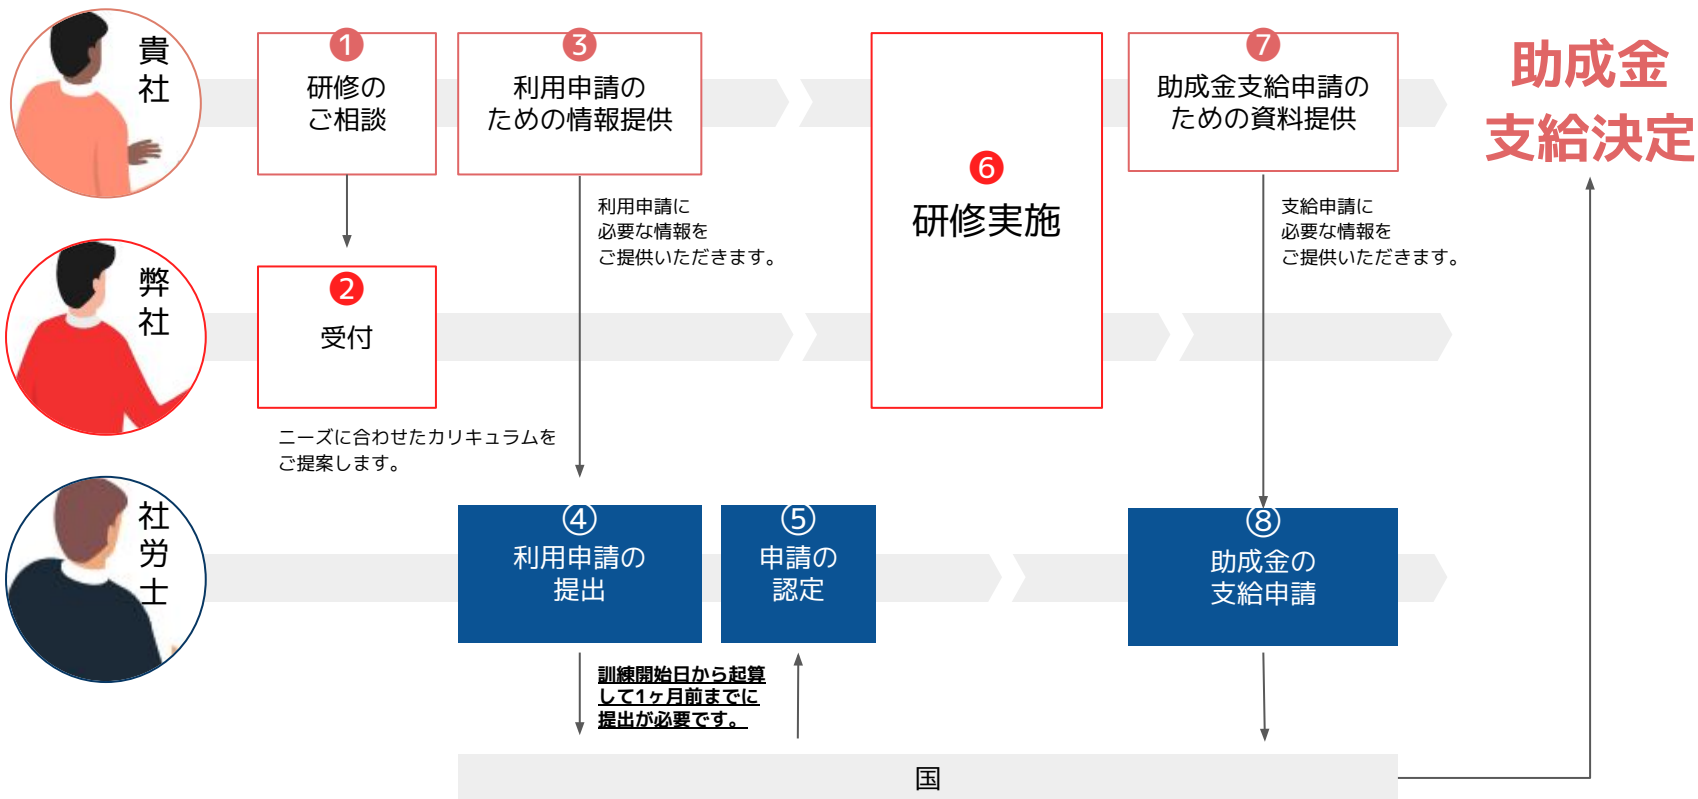 貴社
❶
研修の
ご相談
❸
利用申請の
ための情報提供
❼
助成金支給申請の
ための資料提供
助成金
支給決定
❻
研修実施
利用申請に
必要な情報を
ご提供いただきます。
支給申請に
必要な情報を
ご提供いただきます。
弊社
❷
受付
ニーズに合わせたカリキュラムを
ご提案します。
社労士
④
利用申請の
提出
⑤
申請の
認定
⑧
助成金の
支給申請
訓練開始日から起算
して1ヶ月前までに
提出が必要です。
国